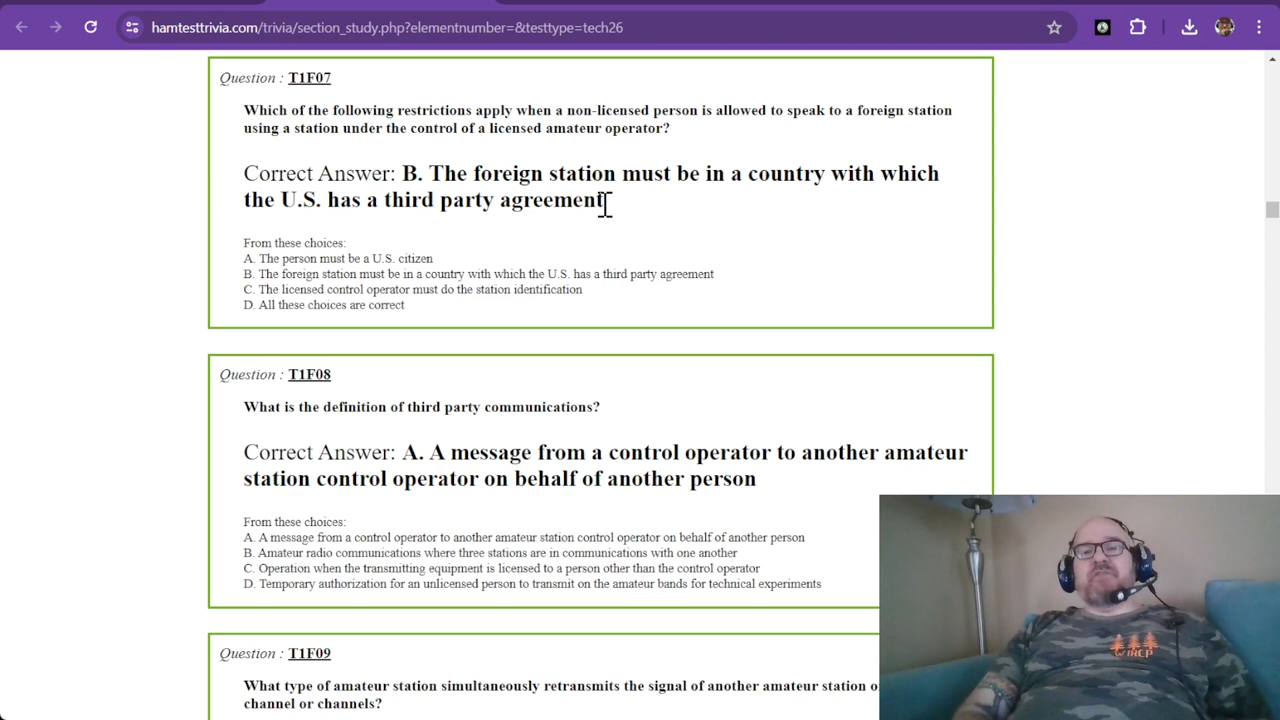 hamtesttrivia.com/trivia/section_study.php?elementnumber=&testtype=tech26
Question : T1F07
Which of the following restrictions apply when a non-licensed person is allowed to speak to a foreign station
using a station under the control of a licensed amateur operator?
Correct Answer: B. The foreign station must be in a country with which
the U.S. has a third party agreement
From these choices:
A. The person must be a U.S. citizen
B. The foreign station must be in a country with which the U.S. has a third party agreement
C. The licensed control operator must do the station identification
D. All these choices are correct
Question : T1F08
What is the definition of third party communications?
Correct Answer: A. A message from a control operator to another amateur
station control operator on behalf of another person
From these choices:
A. A message from a control operator to another amateur station control operator on behalf of another person
B. Amateur radio communications where three stations are in communications with one another
C. Operation when the transmitting equipment is licensed to a person other than the control operator
D. Temporary authorization for an unlicensed person to transmit on the amateur bands for technical experiments
Question : T1F09
What type of amateur station simultaneously retransmits the signal of another amateur station
channel or channels?